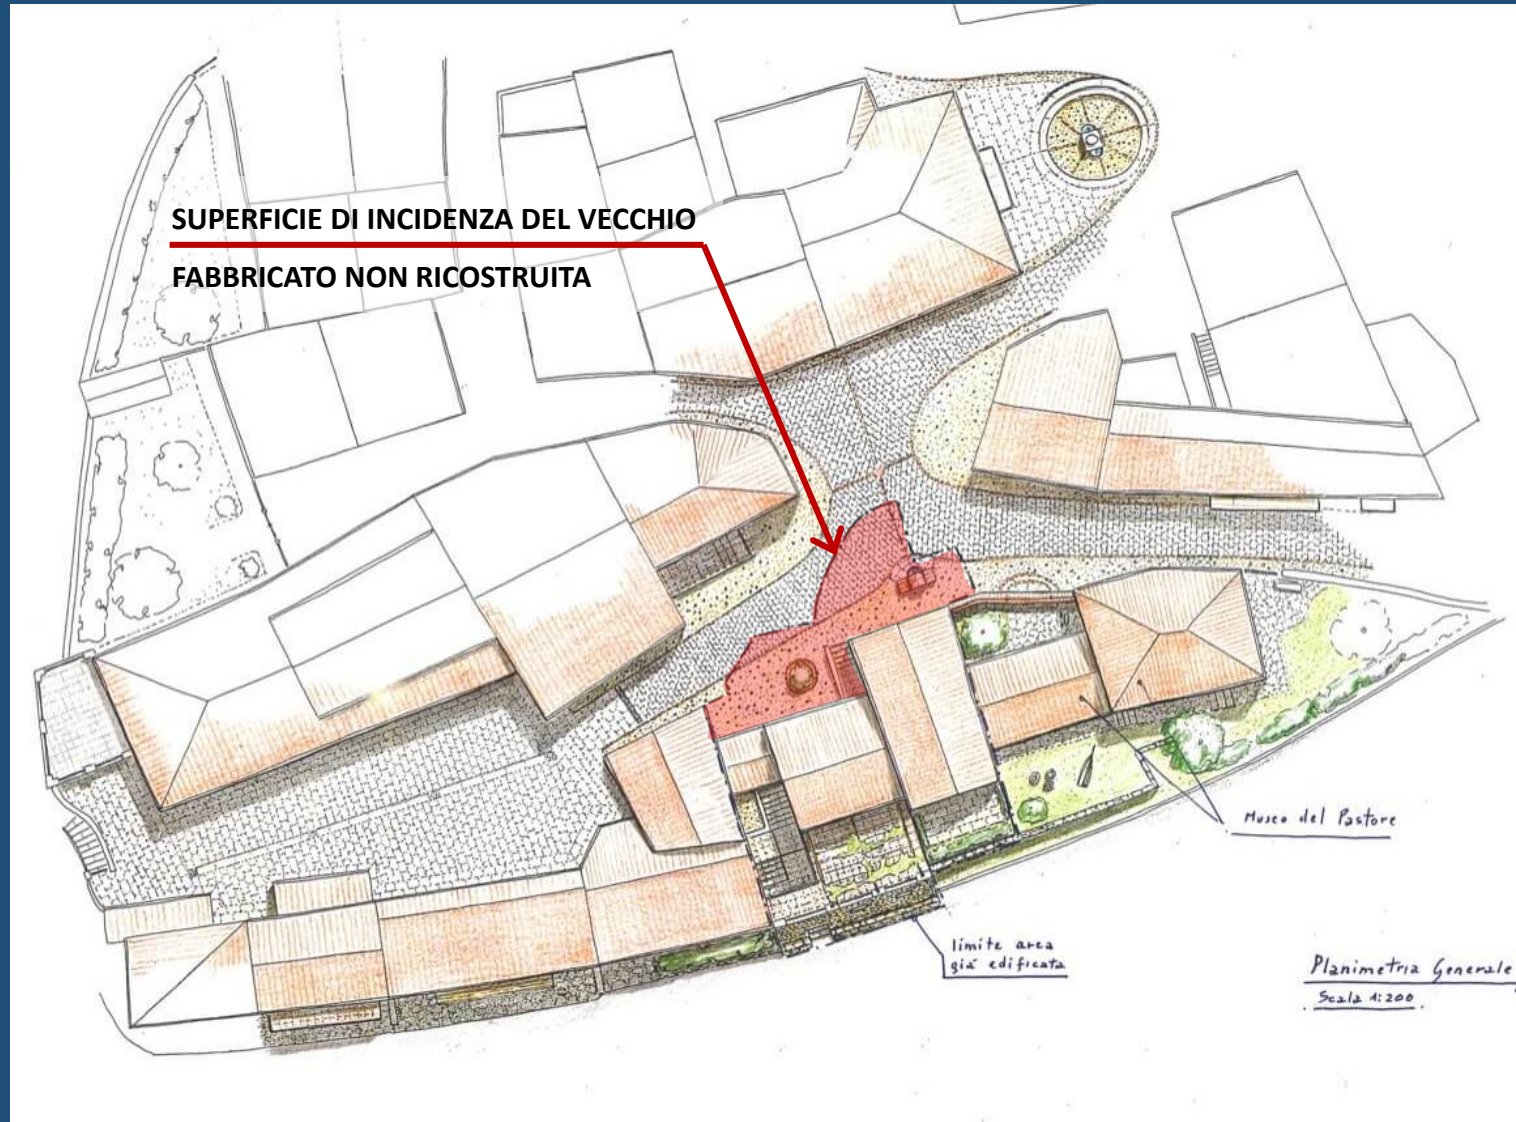 SUPERFICIE DI INCIDENZA DEL VECCHIO
FABBRICATO NON RICOSTRUITA
Museo del Pastore
limite area
già edificata
Planimetria Generale
Scala 1:200